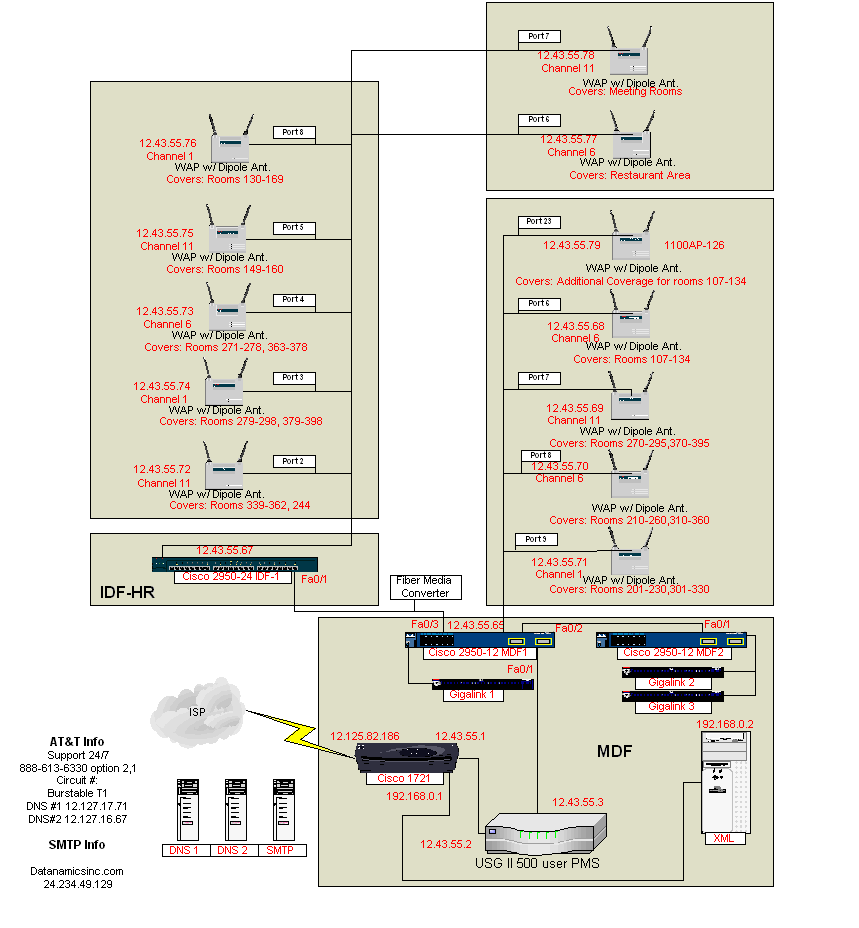 Port 7
12.43.55.78
Channel 11
WAP w/ Dipole Ant.
Covers: Meeting Rooms
Port 6
12.43.55.77
Channel 6
WAP w/ Dipole Ant.
Covers: Restaurant Area
Port 8
12.43.55.76
Channel 1
WAP w/ Dipole Ant.
Covers: Rooms 130-169
Port 5
12.43.55.75
Channel 11
WAP w/ Dipole Ant.
Covers: Rooms 149-160
Port 4
12.43.55.73
Channel 6
WAP w/ Dipole Ant.
Covers: Rooms 271-278, 363-378
Port 3
12.43.55.74
Channel 1
WAP w/ Dipole Ant.
Covers: Rooms 279-298, 379-398
Port 2
12.43.55.72
Channel 11
WAP w/ Dipole Ant.
Covers: Rooms 339-362, 244
Port 23
12.43.55.79
1100AP-126
WAP w/ Dipole Ant.
Covers: Additional Coverage for rooms 107-134
Port 6
12.43.55.68
Channel 6
WAP w/ Dipole Ant.
Covers: Rooms 107-134
Port 7
12.43.55.69
Channel 11
WAP w/ Dipole Ant.
Covers: Rooms 270-295,370-395
Port 8
12.43.55.70
Channel 6
WAP w/ Dipole Ant.
Covers: Rooms 210-260,310-360
Port 9
12.43.55.71
Channel 1
WAP w/ Dipole Ant.
Covers: Rooms 201-230,301-330
12.43.55.67
Cisco 2950-24 IDF-1
Fa0/1
IDF-HR
Fiber Media
Converter
Fa0/3
12.43.55.65
Fa0/2
Fa0/1
Cisco 2950-12 MDF1
Cisco 2950-12 MDF2
Fa0/1
Gigalink 1
Gigalink 2
Gigalink 3
ISP
12.125.82.186
12.43.55.1
Cisco 1721
192.168.0.1
MDF
192.168.0.2
XML
12.43.55.3
12.43.55.2
USG II 500 user PMS
AT&T Info
Support 24/7
888-613-6330 option 2,1
Circuit #:
Burstable T1
DNS #1 12.127.17.71
DNS#2 12.127.16.67
SMTP Info
Datanamicsinc.com
24.234.49.129
DNS 1
DNS 2
SMTP